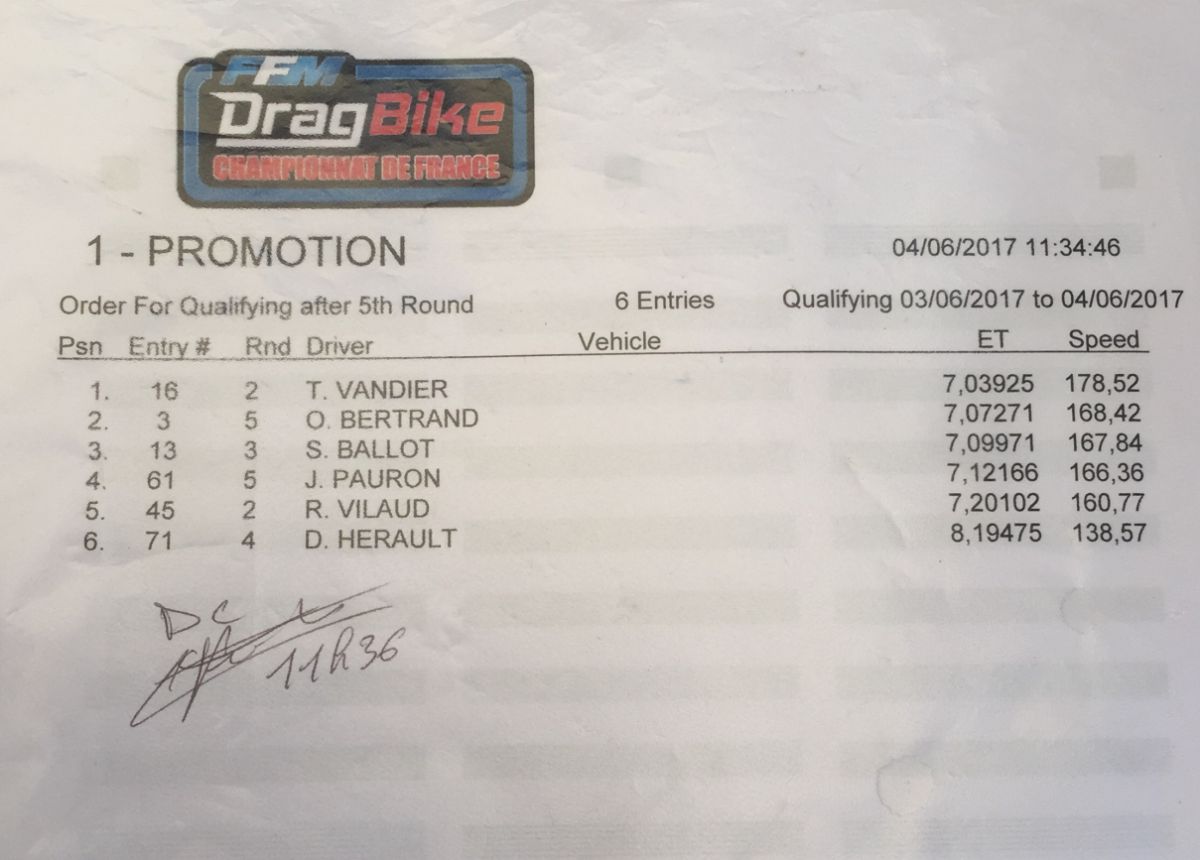 FFM
DragBike
CHAMPIONNAT DE FRANCE
1 - PROMOTION 04/06/2017 11:34:46
Order For Qualifying after 5th Round 6 Entries Qualifying 03/06/2017 to 04/06/2017
Psn Entry # Rnd Driver Vehicle ET Speed
1. 16 2 T. VANDIER 7,03925 178,52
2. 3 5 O. BERTRAND 7,07271 168,42
3. 13 3 S. BALLOT 7,09971 167,84
4. 61 5 J. PAURON 7,12166 166,36
5. 45 2 R. VILAUD 7,20102 160,77
6. 71 4 D. HERAULT 8,19475 138,57
DC
11h36